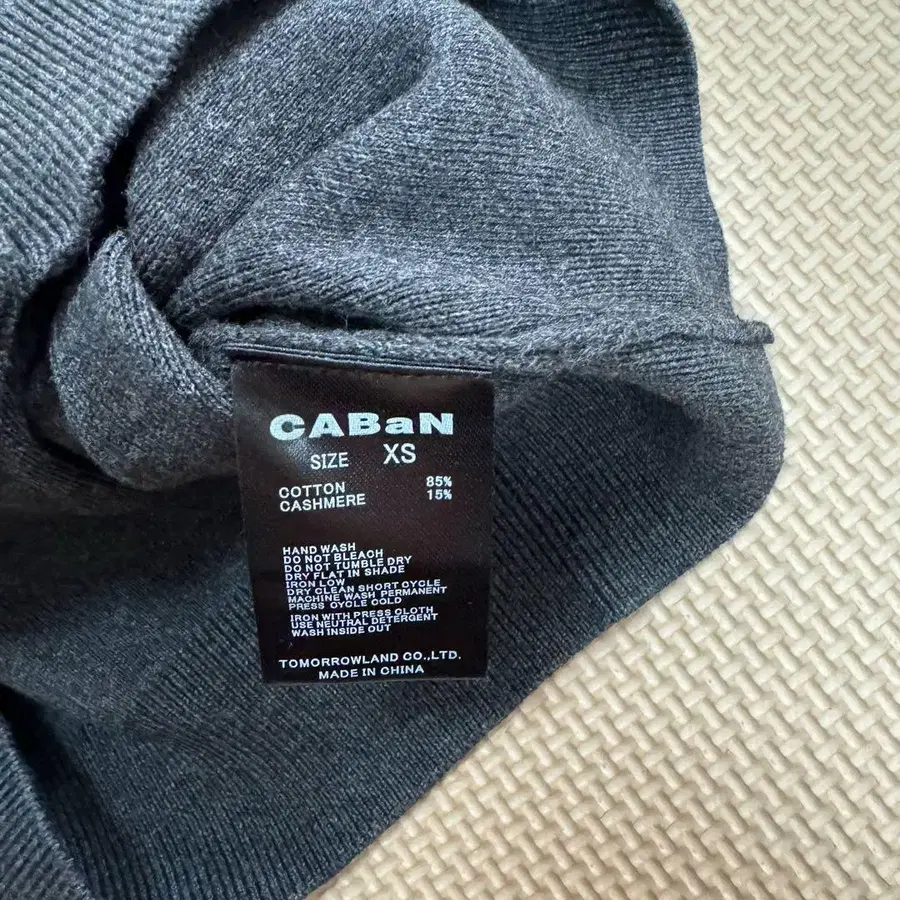 CABaN
SIZE XS
COTTON 85%
CASHMERE 15%
HAND WASH
DO NOT BLEACH
DO NOT TUMBLE DRY
DRY FLAT IN SHADE
IRON LOW
DRY CLEAN SHORT CYCLE
MACHINE WASH PERMANENT
PRESS CYCLE COLD
IRON WITH PRESS CLOTH
USE NEUTRAL DETERGENT
WASH INSIDE OUT
TOMORROWLAND CO.,LTD.
MADE IN CHINA